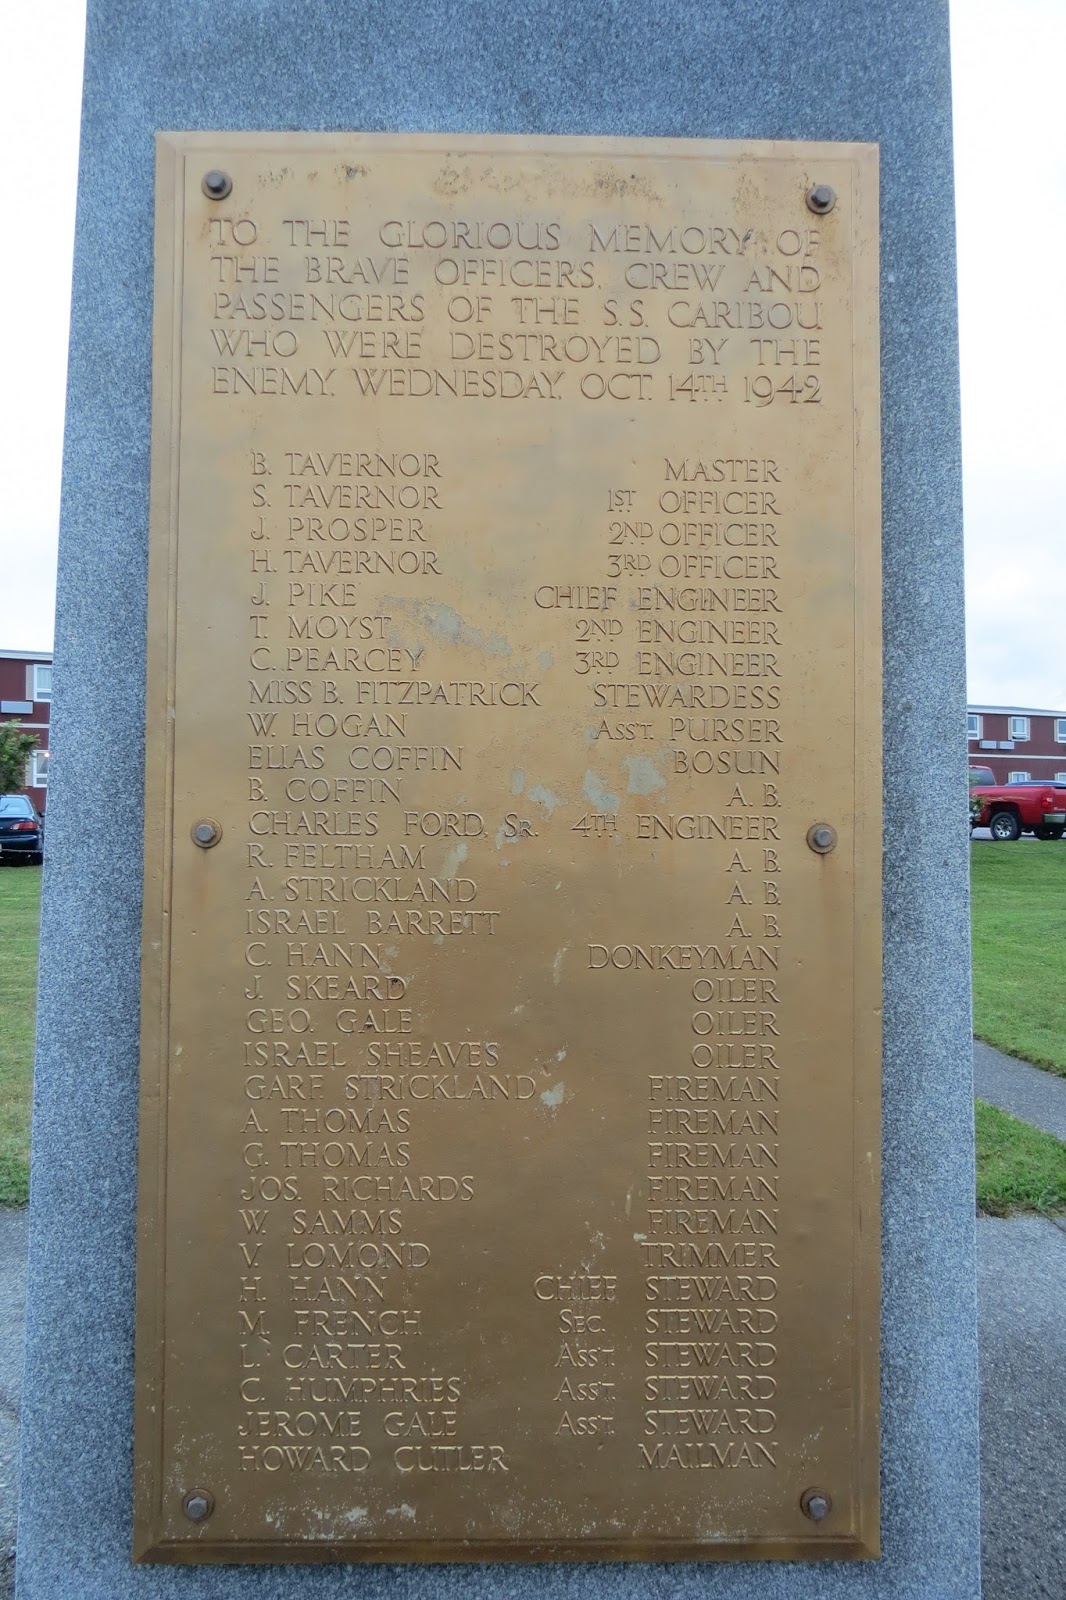 TO THE GLORIOUS MEMORY OF
THE BRAVE OFFICERS, CREW AND
PASSENGERS OF THE S.S. CARIBOU
WHO WERE DESTROYED BY THE
ENEMY, WEDNESDAY, OCT. 14TH 1942
B. TAVERNOR MASTER
S. TAVERNOR 1ST OFFICER
J. PROSPER 2ND OFFICER
H. TAVERNOR 3RD OFFICER
J. PIKE CHIEF ENGINEER
T. MOYST 2ND ENGINEER
C. PEARCEY 3RD ENGINEER
MISS B. FITZPATRICK STEWARDESS
W. HOGAN ASS'T. PURSER
ELIAS COFFIN BOSUN
B. COFFIN A. B.
CHARLES FORD, SR. 4TH ENGINEER
R. FELTHAM A. B.
A. STRICKLAND A. B.
ISRAEL BARRETT A. B.
C. HANN DONKEYMAN
J. SKEARD OILER
GEO. GALE OILER
ISRAEL SHEAVES OILER
GARF. STRICKLAND FIREMAN
A. THOMAS FIREMAN
G. THOMAS FIREMAN
JOS. RICHARDS FIREMAN
W. SAMMS FIREMAN
V. LOMOND TRIMMER
H. HANN CHIEF STEWARD
M. FRENCH SEC. STEWARD
L. CARTER ASS'T. STEWARD
C. HUMPHRIES ASS'T. STEWARD
JEROME GALE ASS'T. STEWARD
HOWARD CUTLER MAILMAN